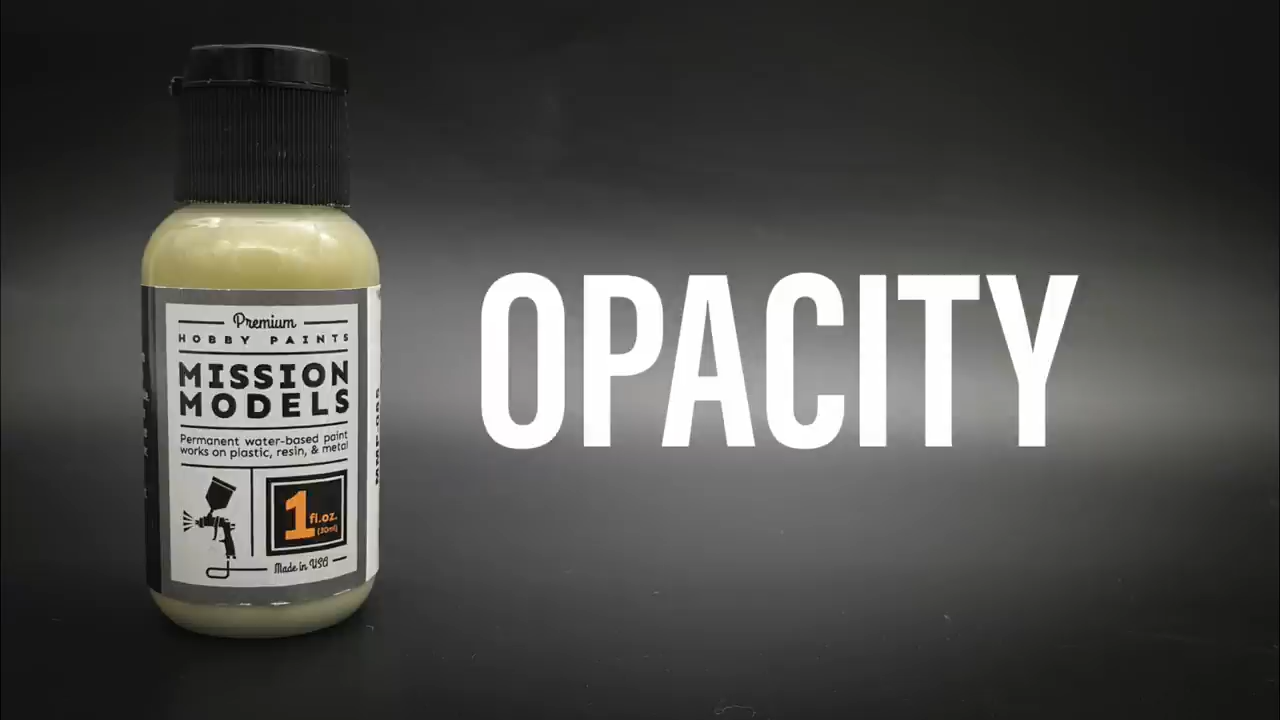 Premium
HOBBY PAINTS
MISSION
MODELS
Permanent water-based paint
works on plastic, resin, & metal
1 fl.oz.
(30ml)
Made in USA
OPACITY